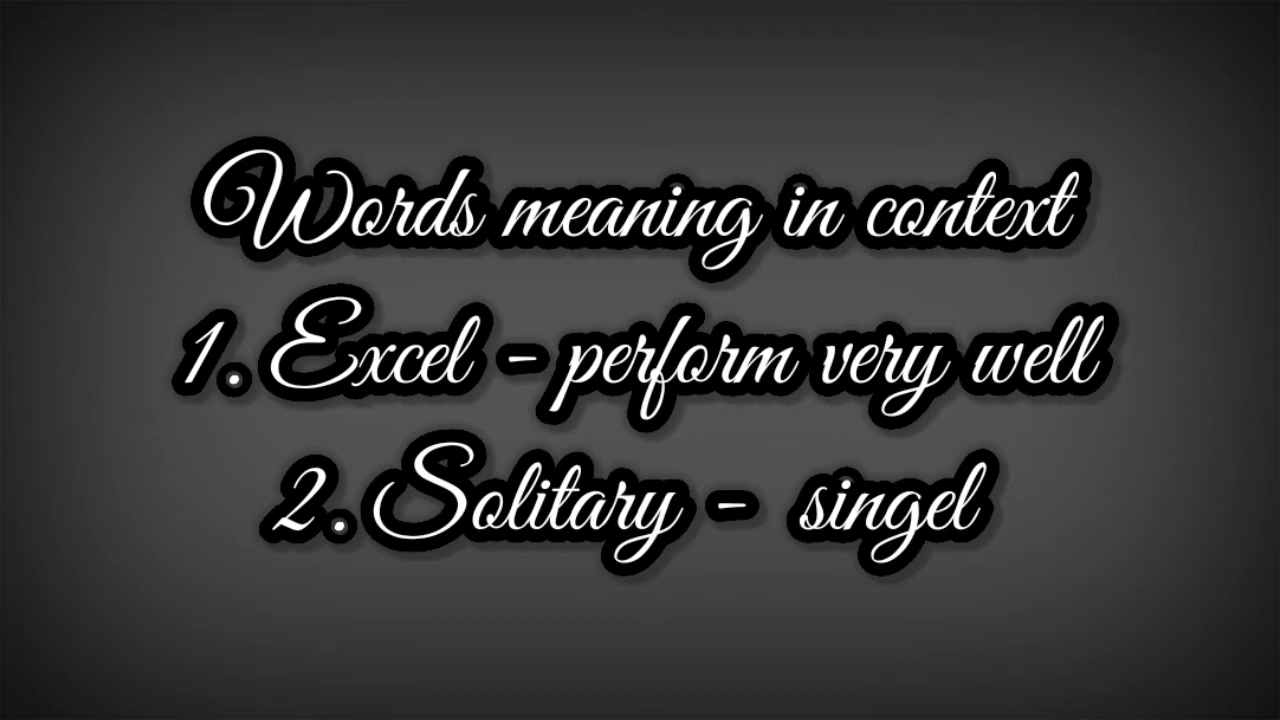 Words meaning in context
1. Excel - perform very well
2. Solitary - singel